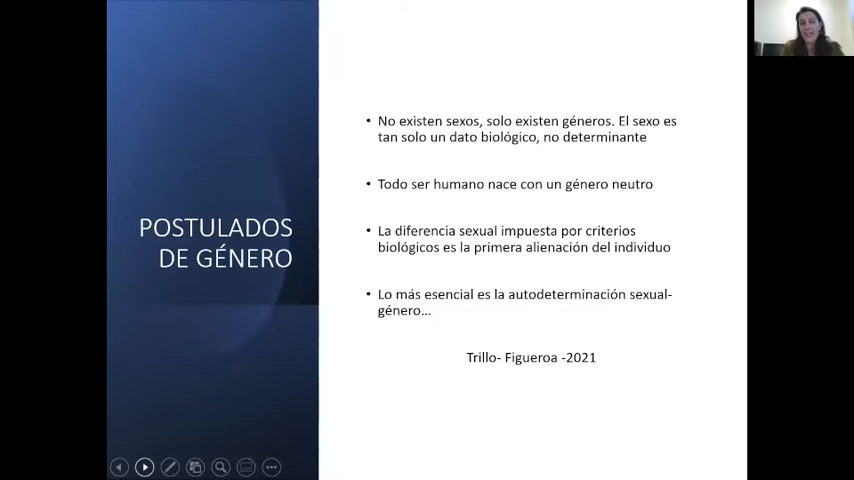 POSTULADOS
DE GÉNERO
• No existen sexos, solo existen géneros. El sexo es
tan solo un dato biológico, no determinante
• Todo ser humano nace con un género neutro
• La diferencia sexual impuesta por criterios
biológicos es la primera alienación del individuo
• Lo más esencial es la autodeterminación sexual-
género...
Trillo- Figueroa -2021